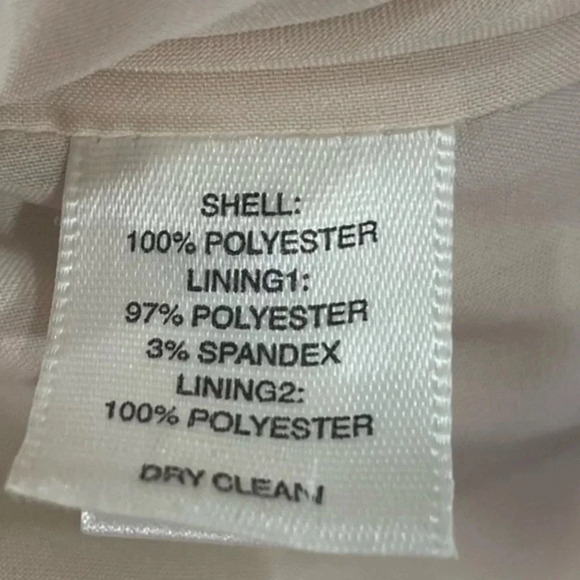 SHELL:
100% POLYESTER
LINING1:
97% POLYESTER
3% SPANDEX
LINING2:
100% POLYESTER
DRY CLEAN